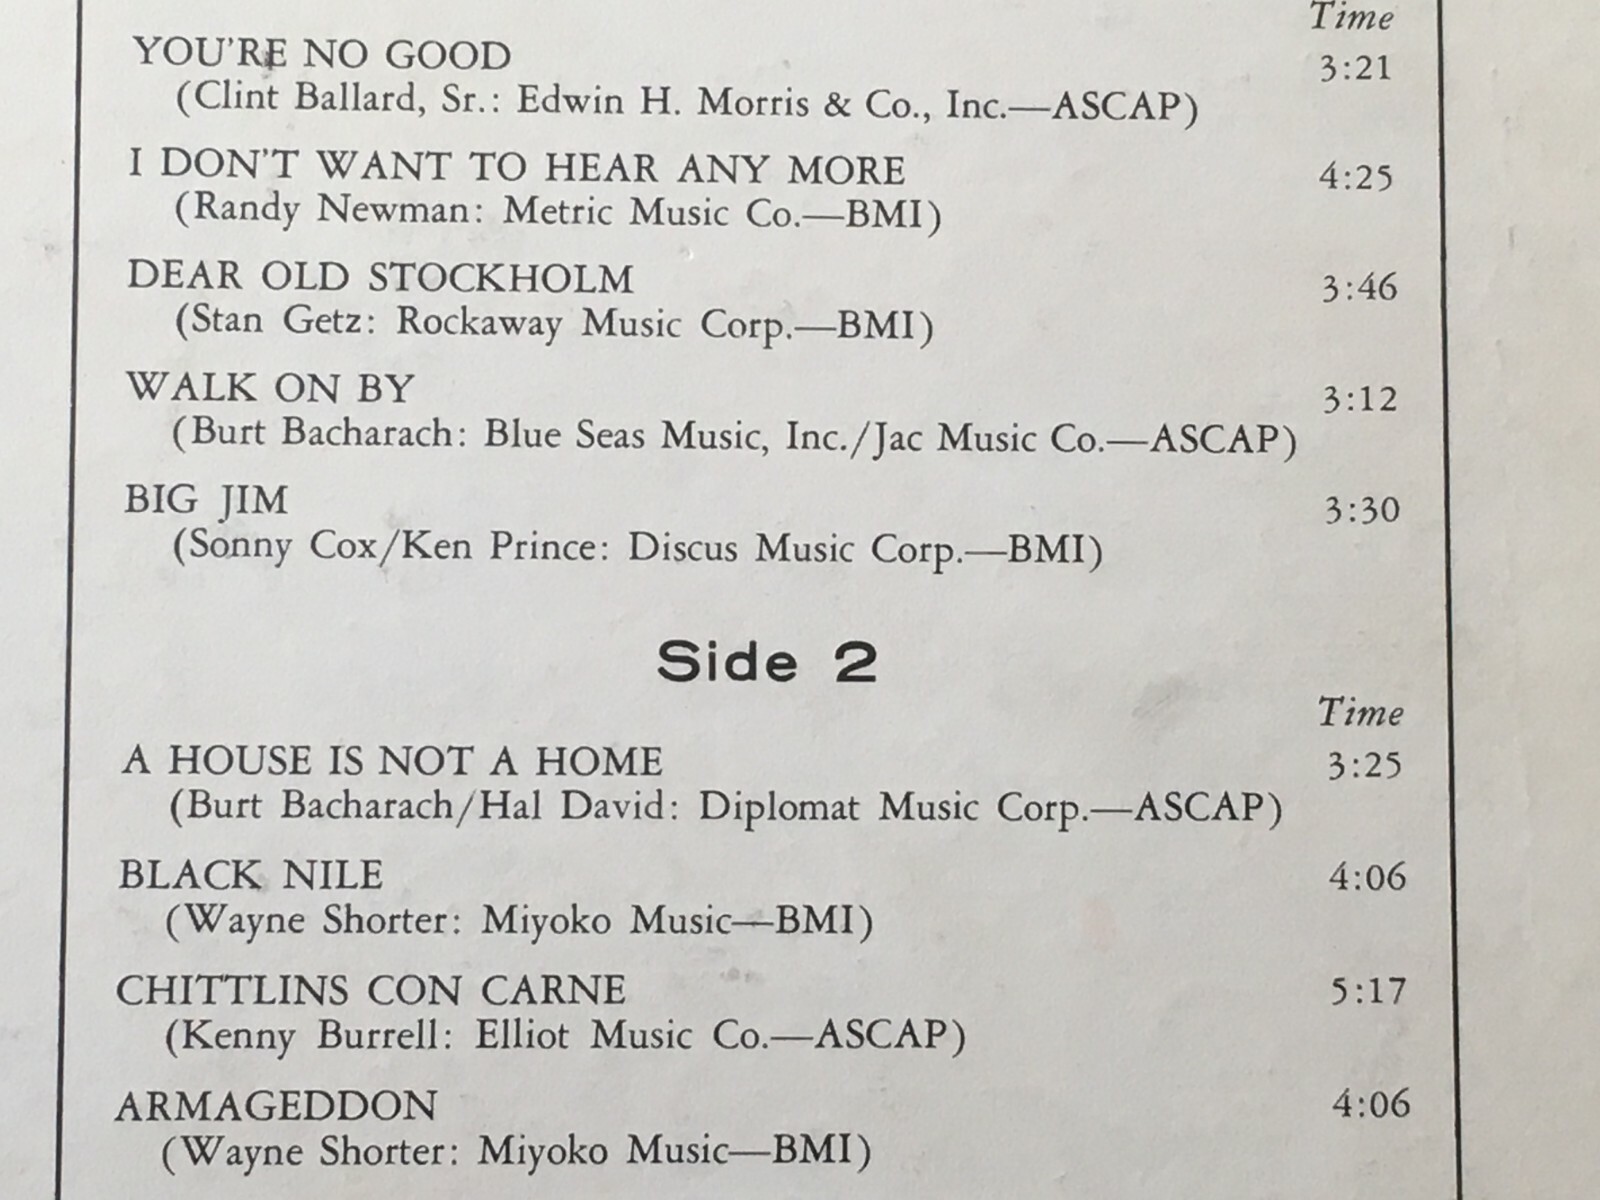 Time
YOU'RE NO GOOD 3:21
(Clint Ballard, Sr.: Edwin H. Morris & Co., Inc.—ASCAP)
I DON'T WANT TO HEAR ANY MORE 4:25
(Randy Newman: Metric Music Co.—BMI)
DEAR OLD STOCKHOLM 3:46
(Stan Getz: Rockaway Music Corp.—BMI)
WALK ON BY 3:12
(Burt Bacharach: Blue Seas Music, Inc./Jac Music Co.—ASCAP)
BIG JIM 3:30
(Sonny Cox/Ken Prince: Discus Music Corp.—BMI)
Side 2
Time
A HOUSE IS NOT A HOME 3:25
(Burt Bacharach/Hal David: Diplomat Music Corp.—ASCAP)
BLACK NILE 4:06
(Wayne Shorter: Miyoko Music—BMI)
CHITTLINS CON CARNE 5:17
(Kenny Burrell: Elliot Music Co.—ASCAP)
ARMAGEDDON 4:06
(Wayne Shorter: Miyoko Music—BMI)